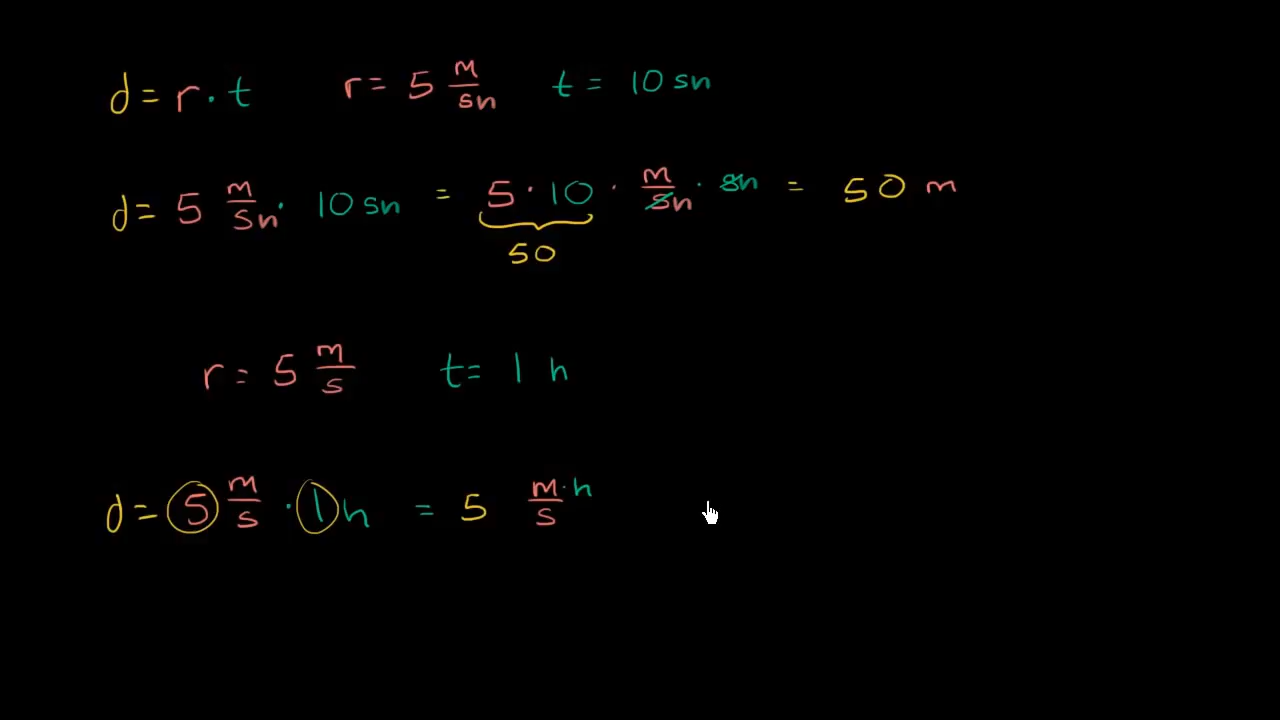 d = r · t r = 5 m/sn t = 10 sn
d = 5 m/sn · 10 sn = 5 · 10 · m/sn · sn = 50 m
50
r = 5 m/s t = 1 h
d = 5 m/s · 1 h = 5 m · h/s